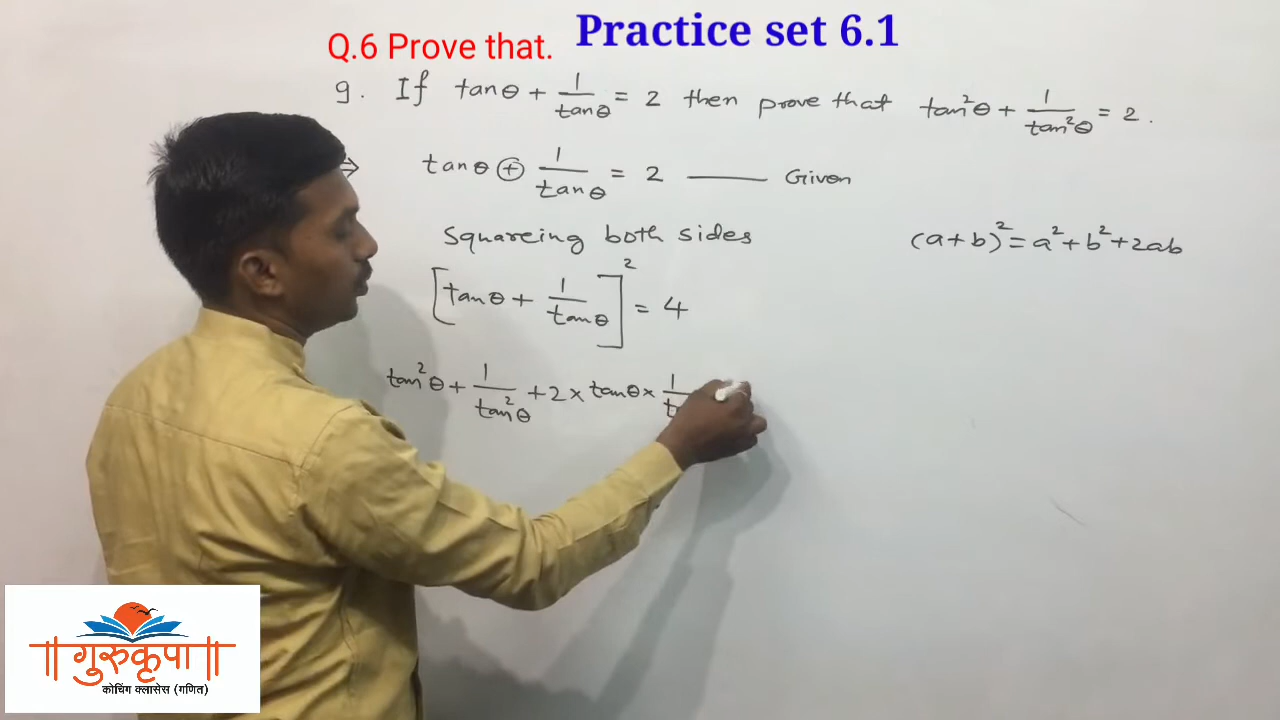 Practice set 6.1
Q.6 Prove that.
9. If tanθ + 1/tanθ = 2 then prove that tan²θ + 1/tan²θ = 2.
⇒ tanθ + 1/tanθ = 2 —— Given
Squareing both sides
(a+b)² = a² + b² + 2ab
[tanθ + 1/tanθ]² = 4
tan²θ + 1/tan²θ + 2 × tanθ × 1/
|| गुरुकृपा ||
कोचिंग क्लासेस (गणित)